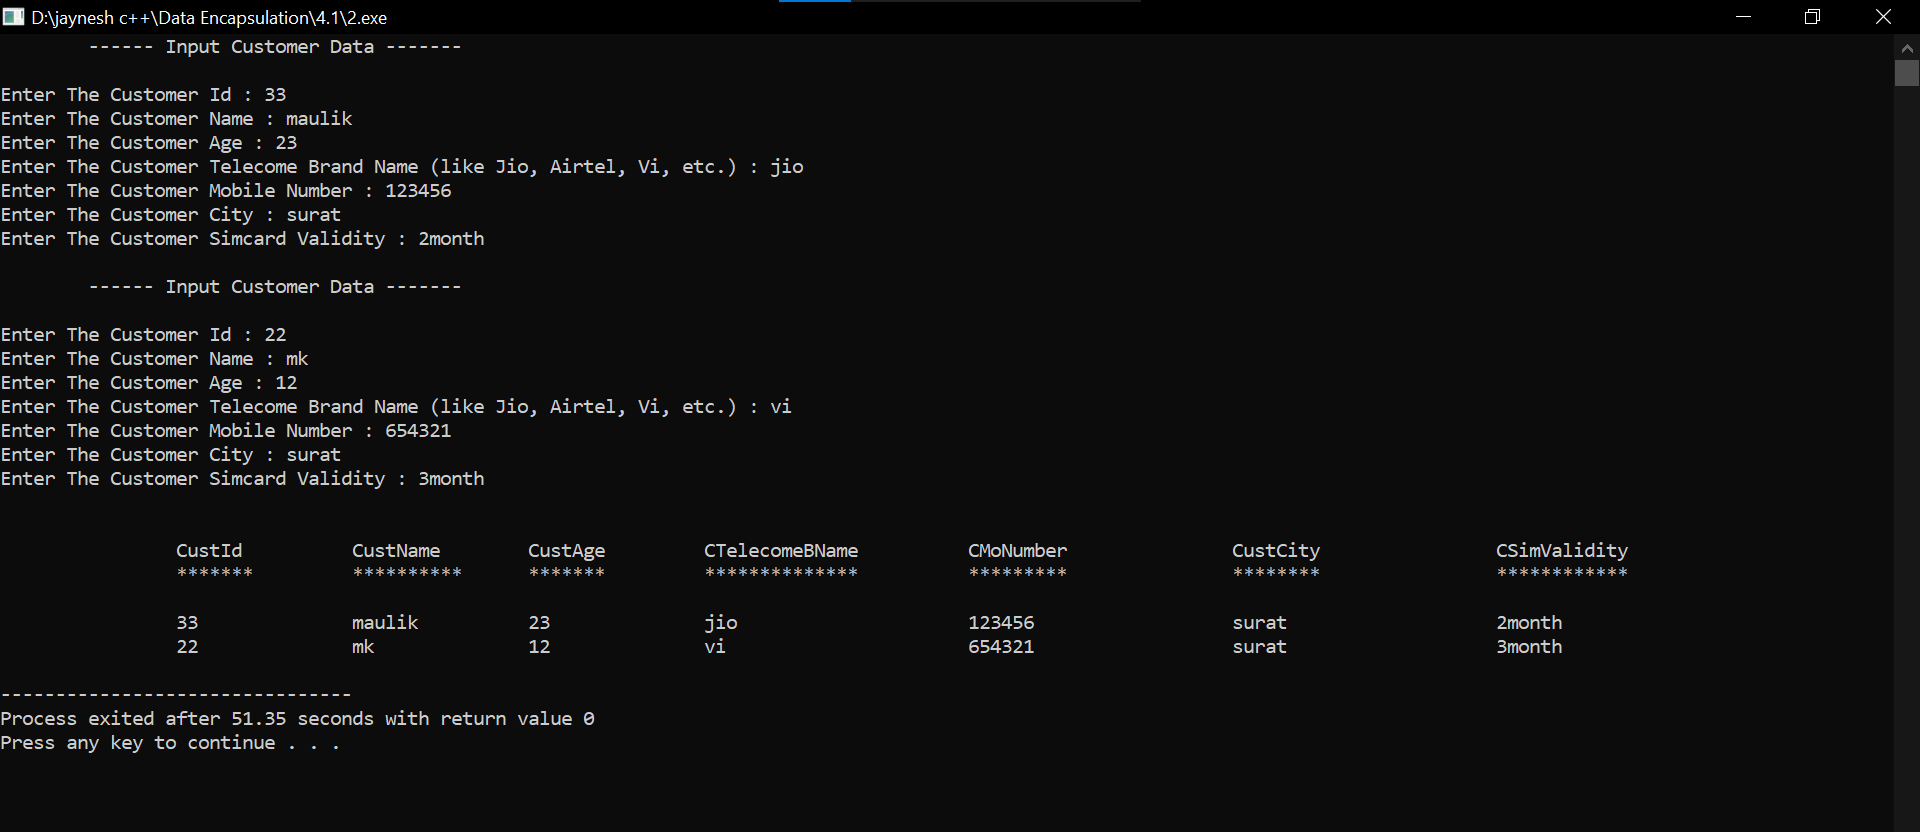 D:\jaynesh c++\Data Encapsulation\4.1\2.exe
------ Input Customer Data -------
Enter The Customer Id : 33
Enter The Customer Name : maulik
Enter The Customer Age : 23
Enter The Customer Telecome Brand Name (like Jio, Airtel, Vi, etc.) : jio
Enter The Customer Mobile Number : 123456
Enter The Customer City : surat
Enter The Customer Simcard Validity : 2month
------ Input Customer Data -------
Enter The Customer Id : 22
Enter The Customer Name : mk
Enter The Customer Age : 12
Enter The Customer Telecome Brand Name (like Jio, Airtel, Vi, etc.) : vi
Enter The Customer Mobile Number : 654321
Enter The Customer City : surat
Enter The Customer Simcard Validity : 3month
CustId CustName CustAge CTelecomeBName CMoNumber CustCity CSimValidity
******* ********** ******* ************** ********* ******** ************
33 maulik 23 jio 123456 surat 2month
22 mk 12 vi 654321 surat 3month
--------------------------------
Process exited after 51.35 seconds with return value 0
Press any key to continue . . .